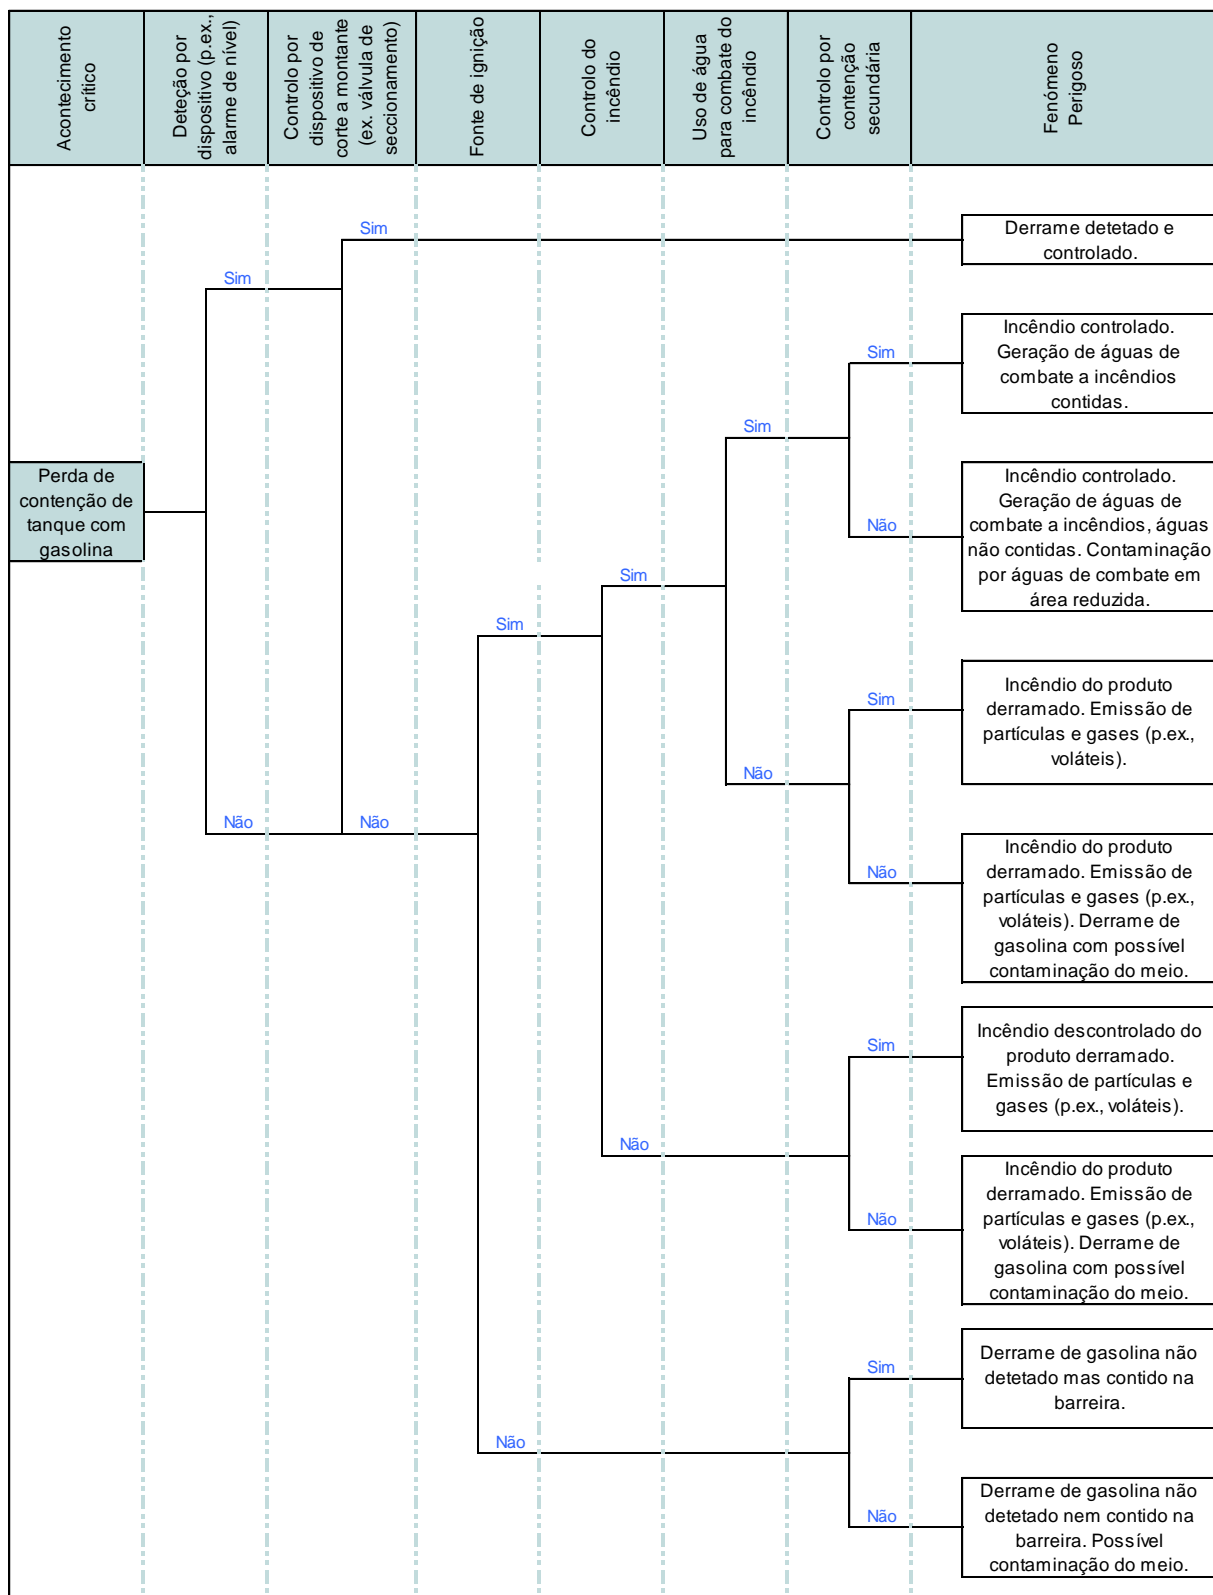 Acontecimento
crítico
Deteção por
dispositivo (p.ex.,
alarme de nível)
Controlo por
dispositivo de
corte a montante
(ex. válvula de
seccionamento)
Fonte de ignição
Controlo do
incêndio
Uso de água
para combate do
incêndio
Controlo por
contenção
secundária
Fenómeno
Perigoso
Sim
Derrame detetado e
controlado.
Sim
Incêndio controlado.
Geração de águas de
combate a incêndios
contidas.
Sim
Sim
Perda de
contenção de
tanque com
gasolina
Incêndio controlado.
Geração de águas de
combate a incêndios, águas
não contidas. Contaminação
por águas de combate em
área reduzida.
Não
Sim
Sim
Incêndio do produto
derramado. Emissão de
partículas e gases (p.ex.,
voláteis).
Sim
Não
Não
Não
Incêndio do produto
derramado. Emissão de
partículas e gases (p.ex.,
voláteis). Derrame de
gasolina com possível
contaminação do meio.
Não
Incêndio descontrolado do
produto derramado.
Emissão de partículas e
gases (p.ex., voláteis).
Sim
Não
Incêndio do produto
derramado. Emissão de
partículas e gases (p.ex.,
voláteis). Derrame de
gasolina com possível
contaminação do meio.
Não
Derrame de gasolina não
detetado mas contido na
barreira.
Sim
Não
Derrame de gasolina não
detetado nem contido na
barreira. Possível
contaminação do meio.
Não